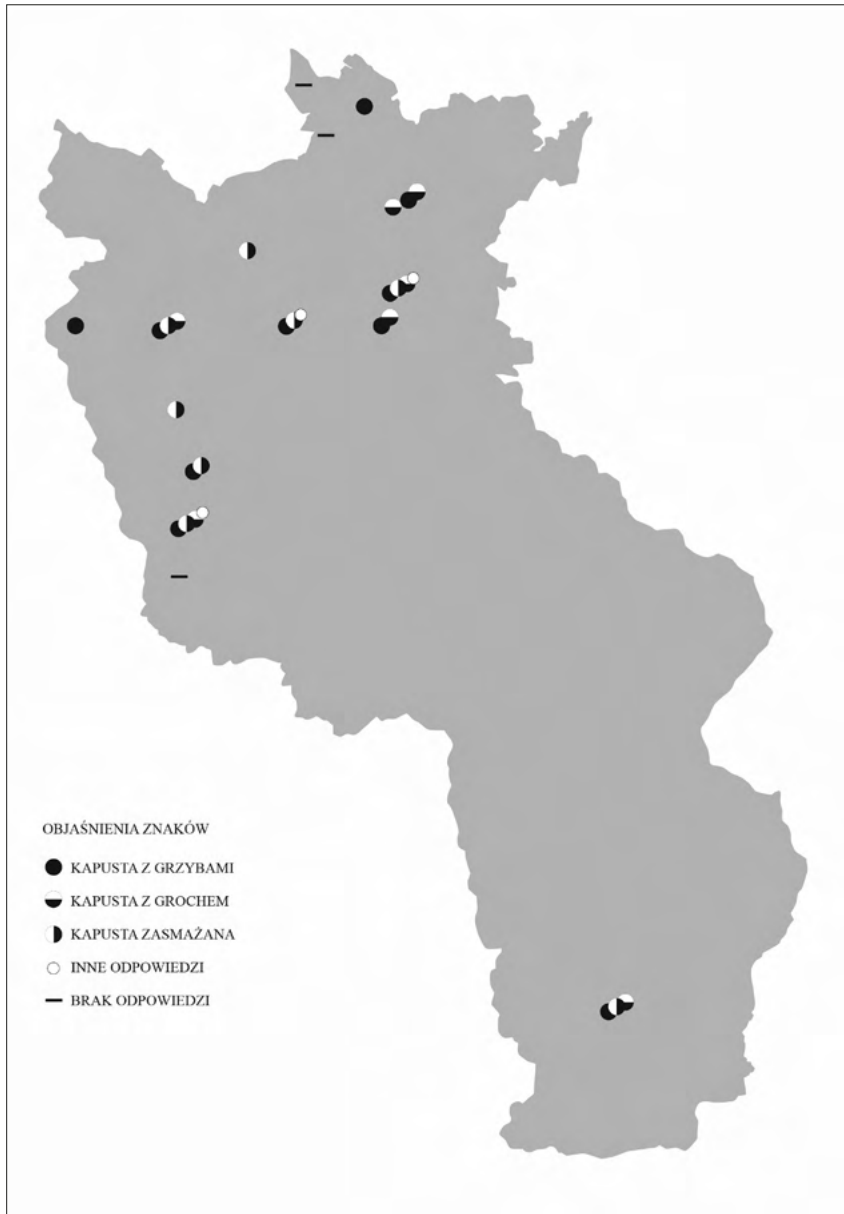 OBJAŚNIENIA ZNAKÓW
KAPUSTA Z GRZYBAMI
KAPUSTA Z GROCHEM
KAPUSTA ZASMAŻANA
INNE ODPOWIEDZI
BRAK ODPOWIEDZI